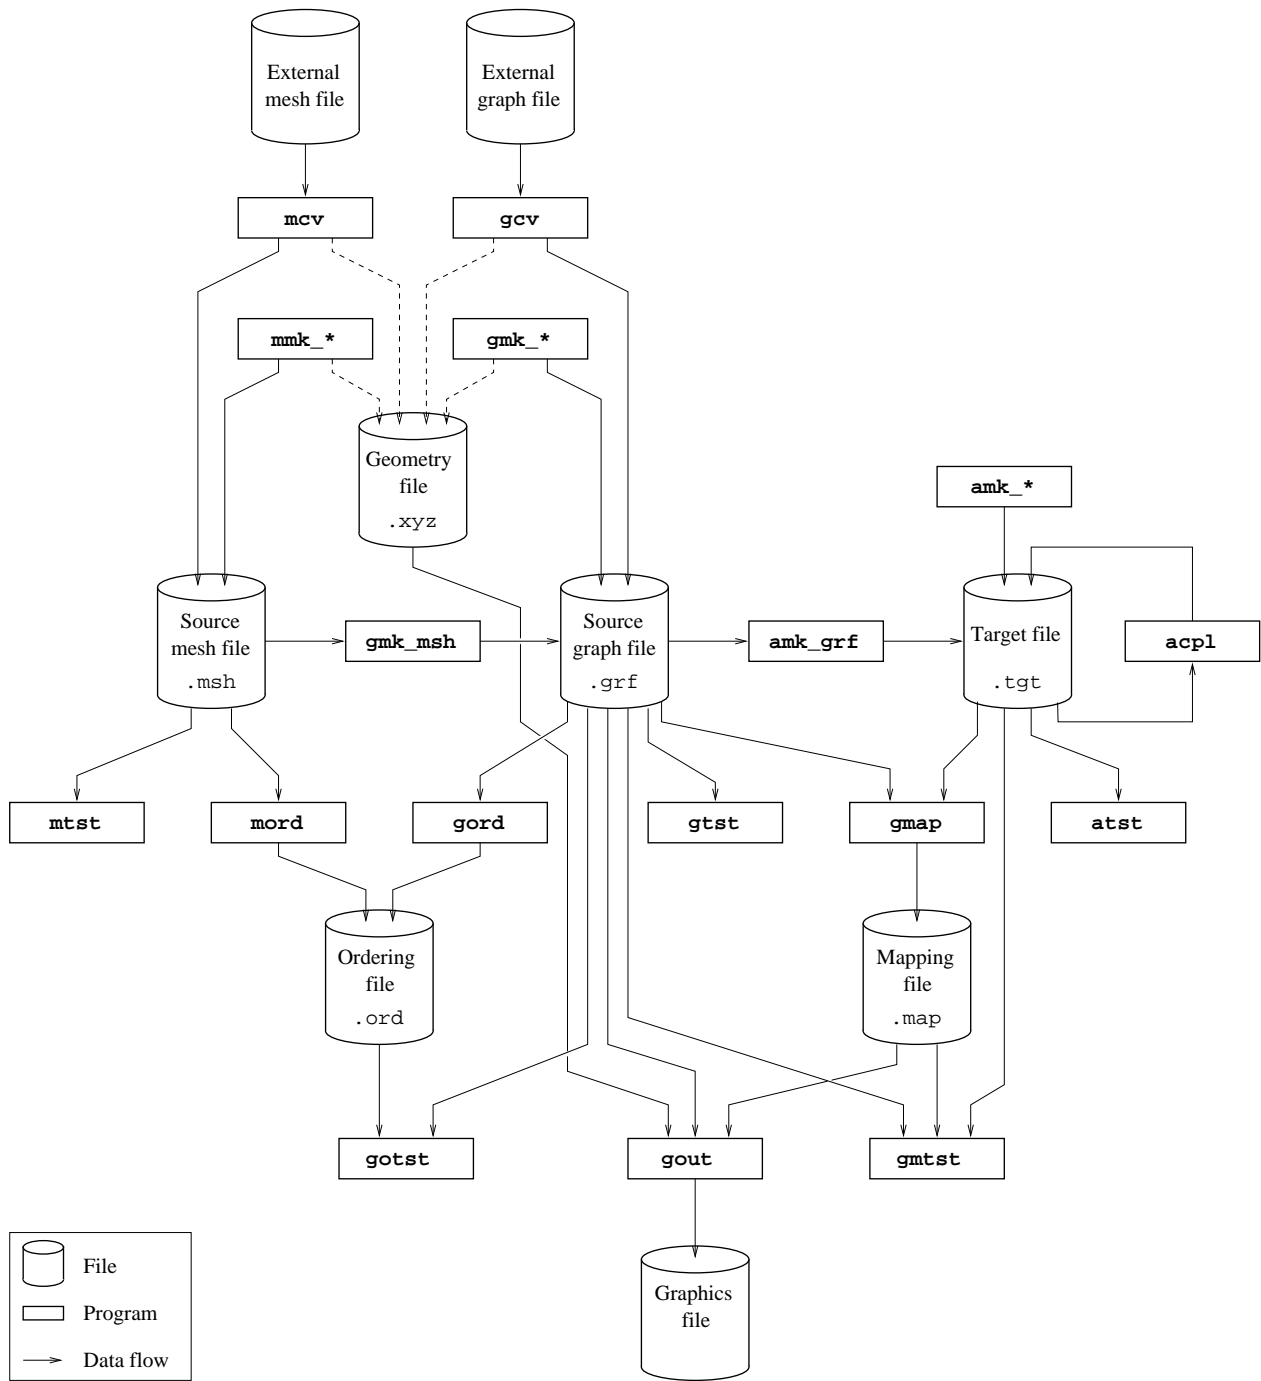 External
mesh file
External
graph file
mcv
gcv
mmk_*
gmk_*
Geometry
file
.xyz
amk_*
Source
mesh file
.msh
gmk_msh
Source
graph file
.grf
amk_grf
Target file
.tgt
acpl
mtst
mord
gord
gtst
gmap
atst
Ordering
file
.ord
Mapping
file
.map
gotst
gout
gmtst
File
Program
Data flow
Graphics
file